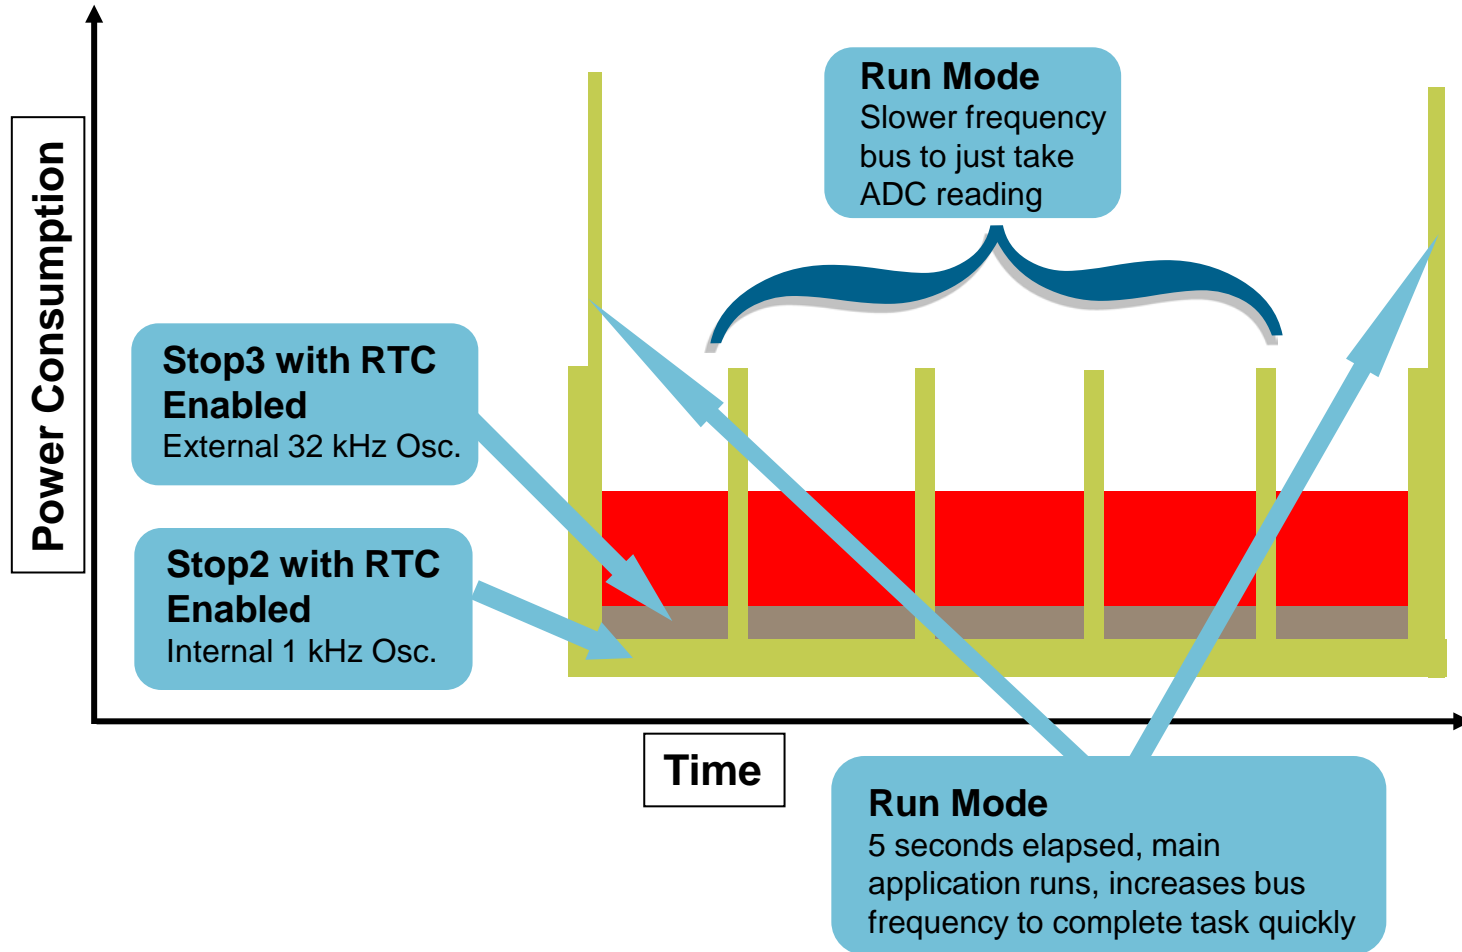 Power Consumption
Run Mode
Slower frequency
bus to just take
ADC reading
Stop3 with RTC
Enabled
External 32 kHz Osc.
Stop2 with RTC
Enabled
Internal 1 kHz Osc.
Time
Run Mode
5 seconds elapsed, main
application runs, increases bus
frequency to complete task quickly